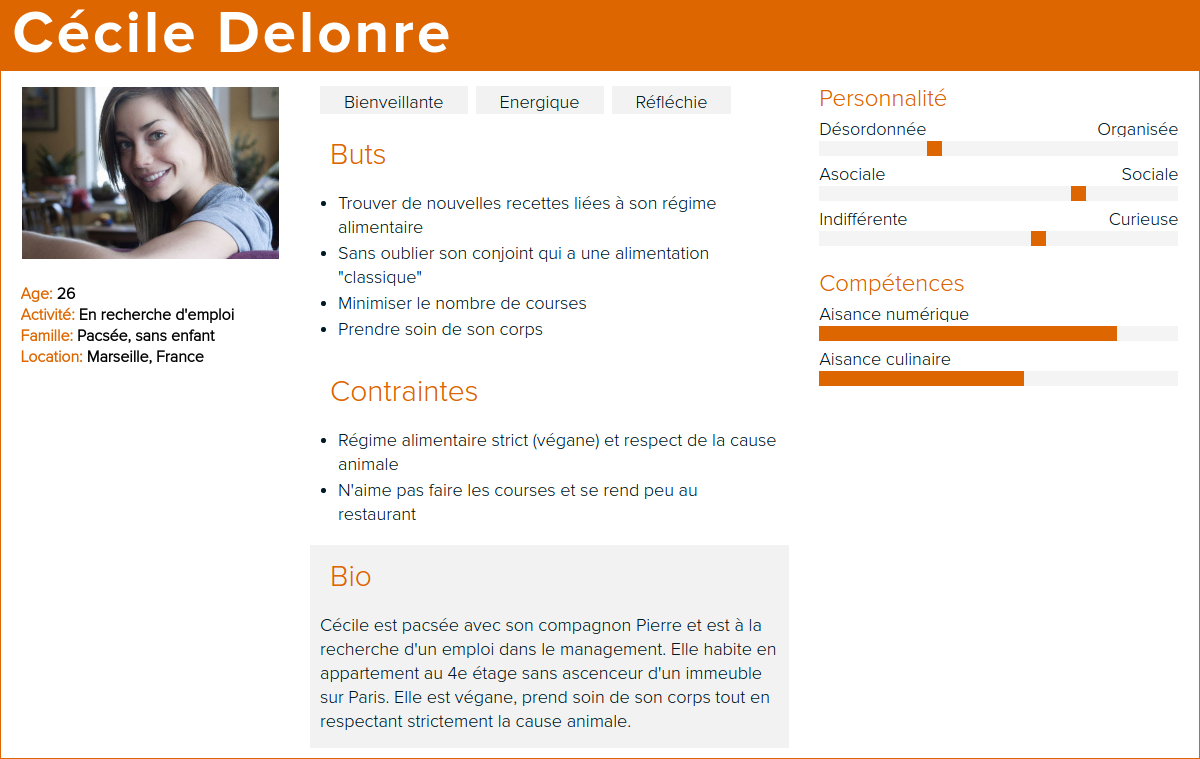 Cécile Delonre
Age: 26
Activité: En recherche d'emploi
Famille: Pacsée, sans enfant
Location: Marseille, France
Bienveillante Energique Réfléchie
Buts
• Trouver de nouvelles recettes liées à son régime
alimentaire
• Sans oublier son conjoint qui a une alimentation
"classique"
• Minimiser le nombre de courses
• Prendre soin de son corps
Contraintes
• Régime alimentaire strict (végane) et respect de la cause
animale
• N'aime pas faire les courses et se rend peu au
restaurant
Bio
Cécile est pacsée avec son compagnon Pierre et est à la
recherche d'un emploi dans le management. Elle habite en
appartement au 4e étage sans ascenceur d'un immeuble
sur Paris. Elle est végane, prend soin de son corps tout en
respectant strictement la cause animale.
Personnalité
Désordonnée Organisée
Asociale Sociale
Indifférente Curieuse
Compétences
Aisance numérique
Aisance culinaire